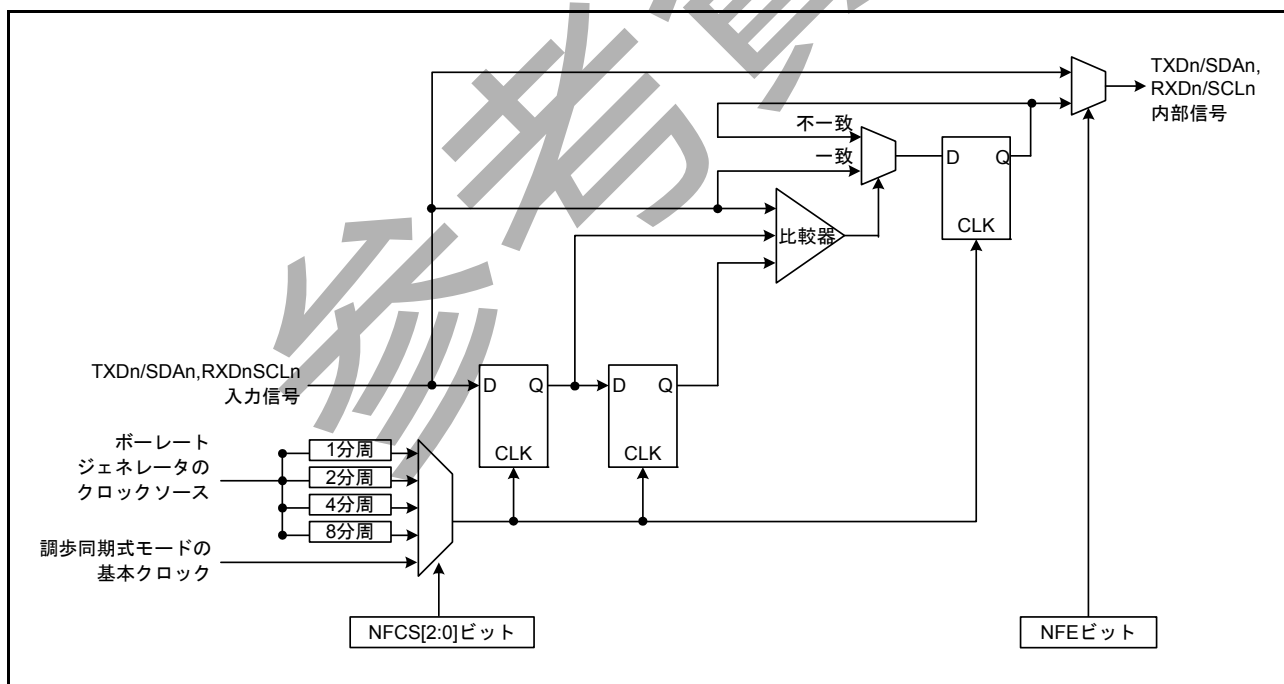 TXDn/SDAn,
RXDn/SCLn
内部信号
不一致
一致
D Q
CLK
比較器
TXDn/SDAn,RXDnSCLn
入力信号
D Q
CLK
D Q
CLK
ボーレート
ジェネレータの
クロックソース
1分周
2分周
4分周
8分周
調歩同期式モードの
基本クロック
NFCS[2:0]ビット
NFEビット
参考